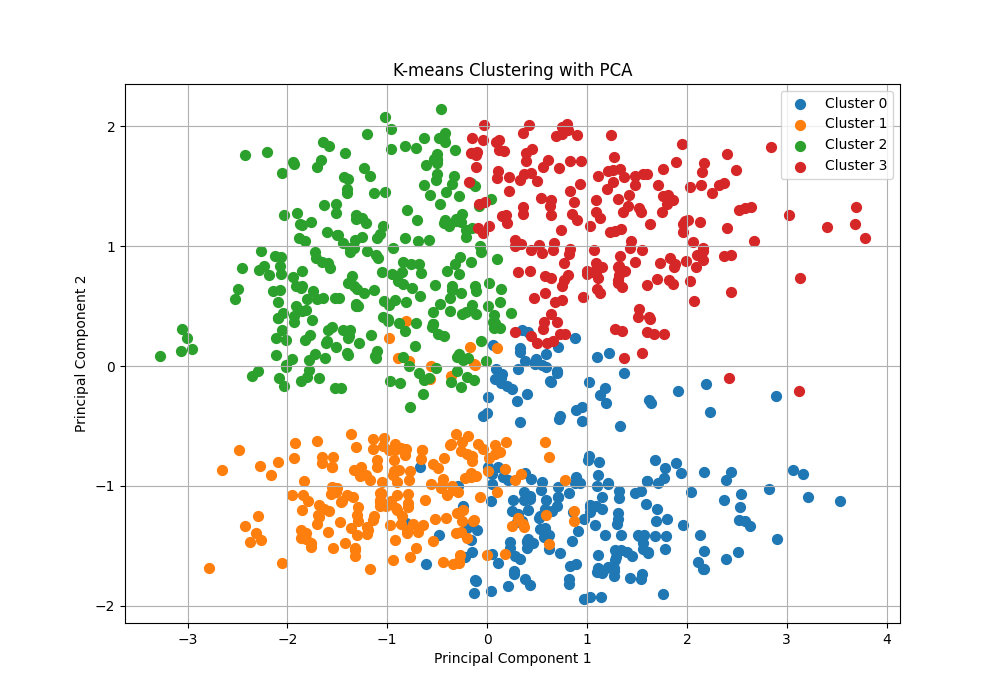 K-means Clustering with PCA
Cluster 0
Cluster 1
Cluster 2
Cluster 3
2
1
0
−1
−2
Principal Component 2
−3
−2
−1
0
1
2
3
4
Principal Component 1